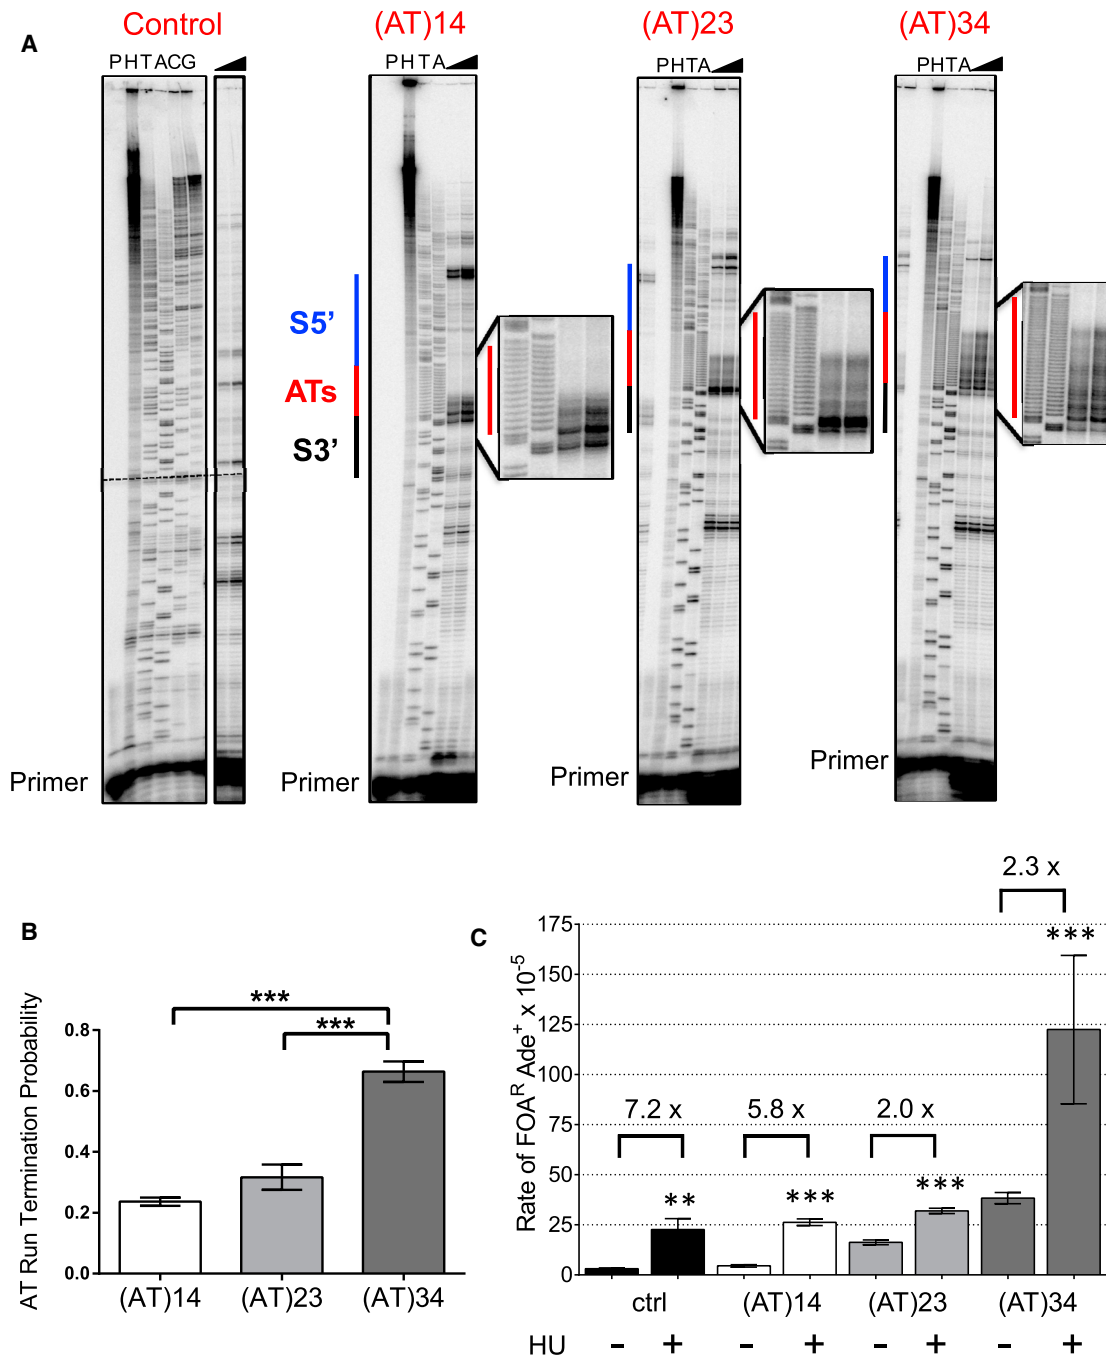 A
Control
(AT)14
(AT)23
(AT)34
PHTACG
PHTA
PHTA
PHTA
S5'
ATs
S3'
Primer
Primer
Primer
Primer
B
AT Run Termination Probability
0.8
0.6
0.4
0.2
0.0
***
***
(AT)14
(AT)23
(AT)34
C
Rate of FOA^R Ade^+ x 10^-5
175
150
125
100
75
50
25
0
7.2 x
5.8 x
2.0 x
2.3 x
**
***
***
***
ctrl
(AT)14
(AT)23
(AT)34
HU - + - + - + - +